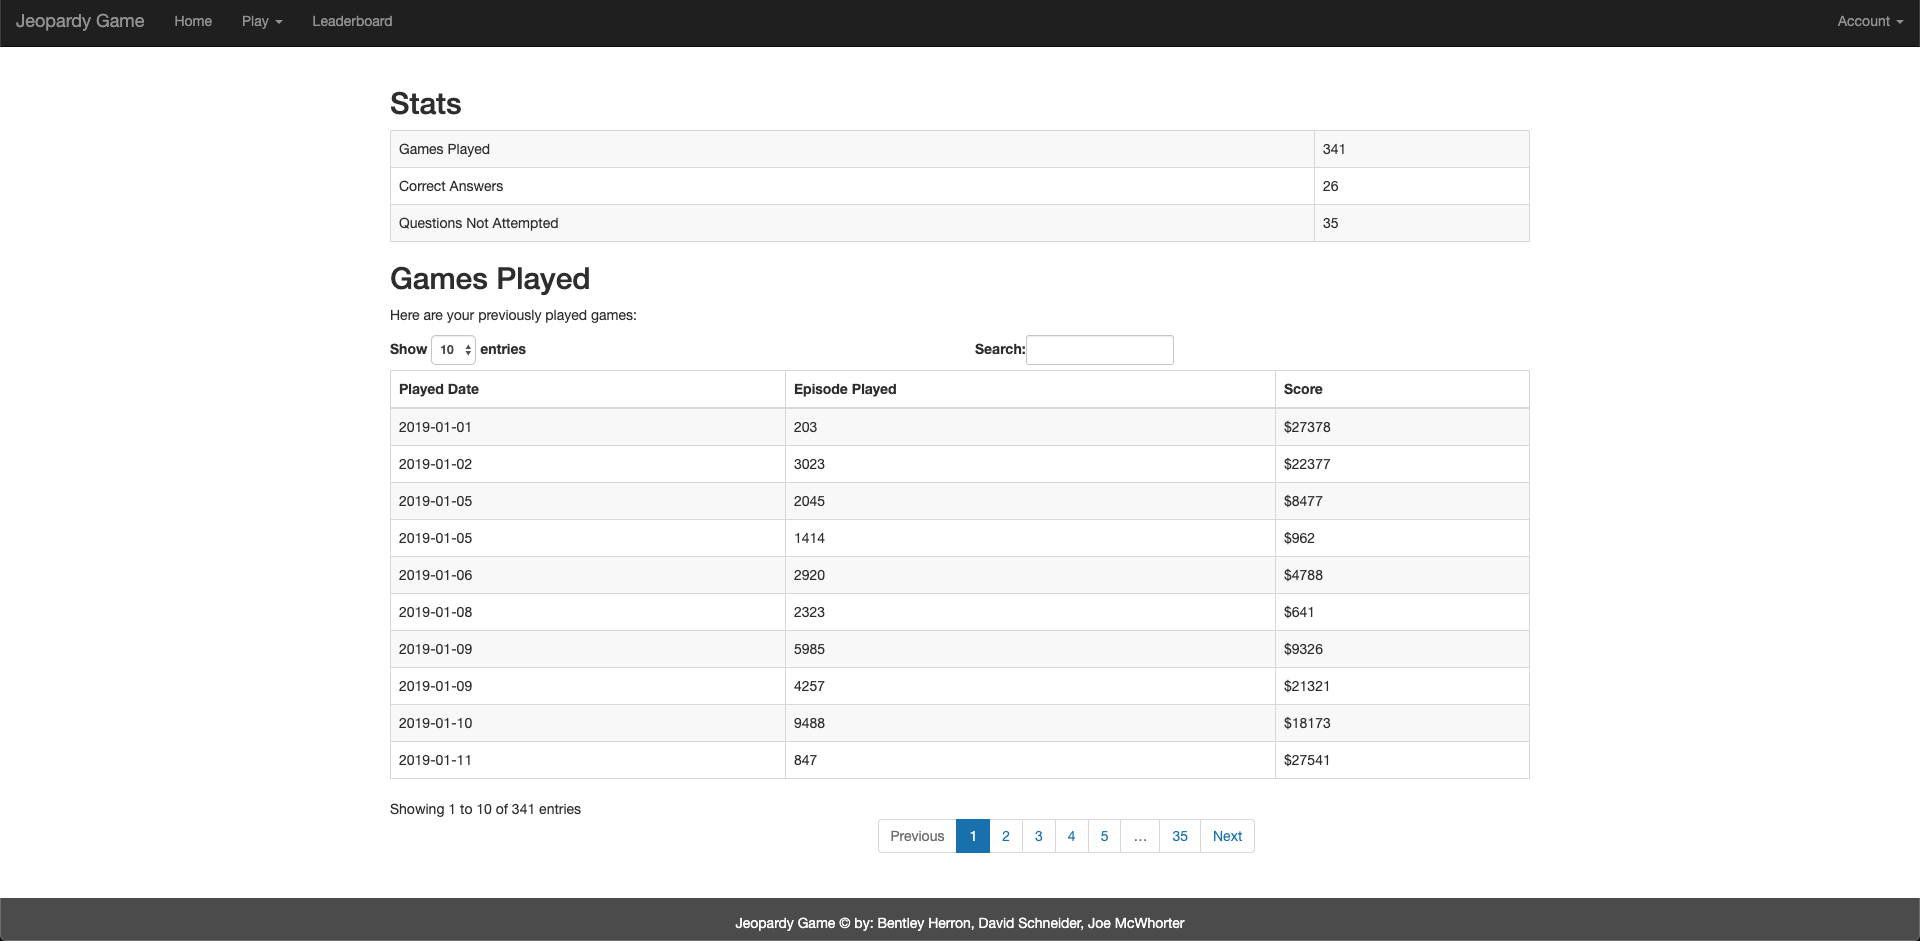 Jeopardy Game Home Play Leaderboard Account
Stats
Games Played 341
Correct Answers 26
Questions Not Attempted 35
Games Played
Here are your previously played games:
Show 10 entries Search:
Played Date Episode Played Score
2019-01-01 203 $27378
2019-01-02 3023 $22377
2019-01-05 2045 $8477
2019-01-05 1414 $962
2019-01-06 2920 $4788
2019-01-08 2323 $641
2019-01-09 5985 $9326
2019-01-09 4257 $21321
2019-01-10 9488 $18173
2019-01-11 847 $27541
Showing 1 to 10 of 341 entries
Previous 1 2 3 4 5 … 35 Next
Jeopardy Game © by: Bentley Herron, David Schneider, Joe McWhorter